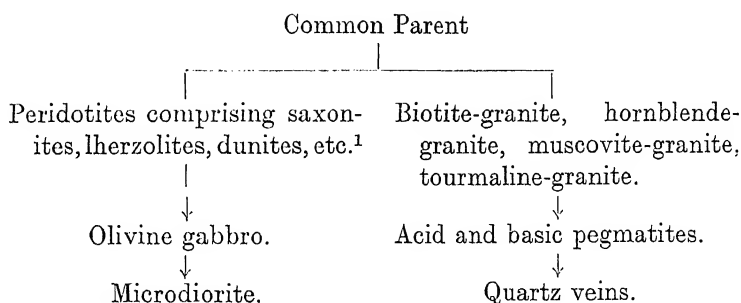 Common Parent
Peridotites comprising saxon-
ites, lherzolites, dunites, etc.¹
Biotite-granite, hornblende-
granite, muscovite-granite,
tourmaline-granite.
Olivine gabbro.
Acid and basic pegmatites.
Microdiorite.
Quartz veins.